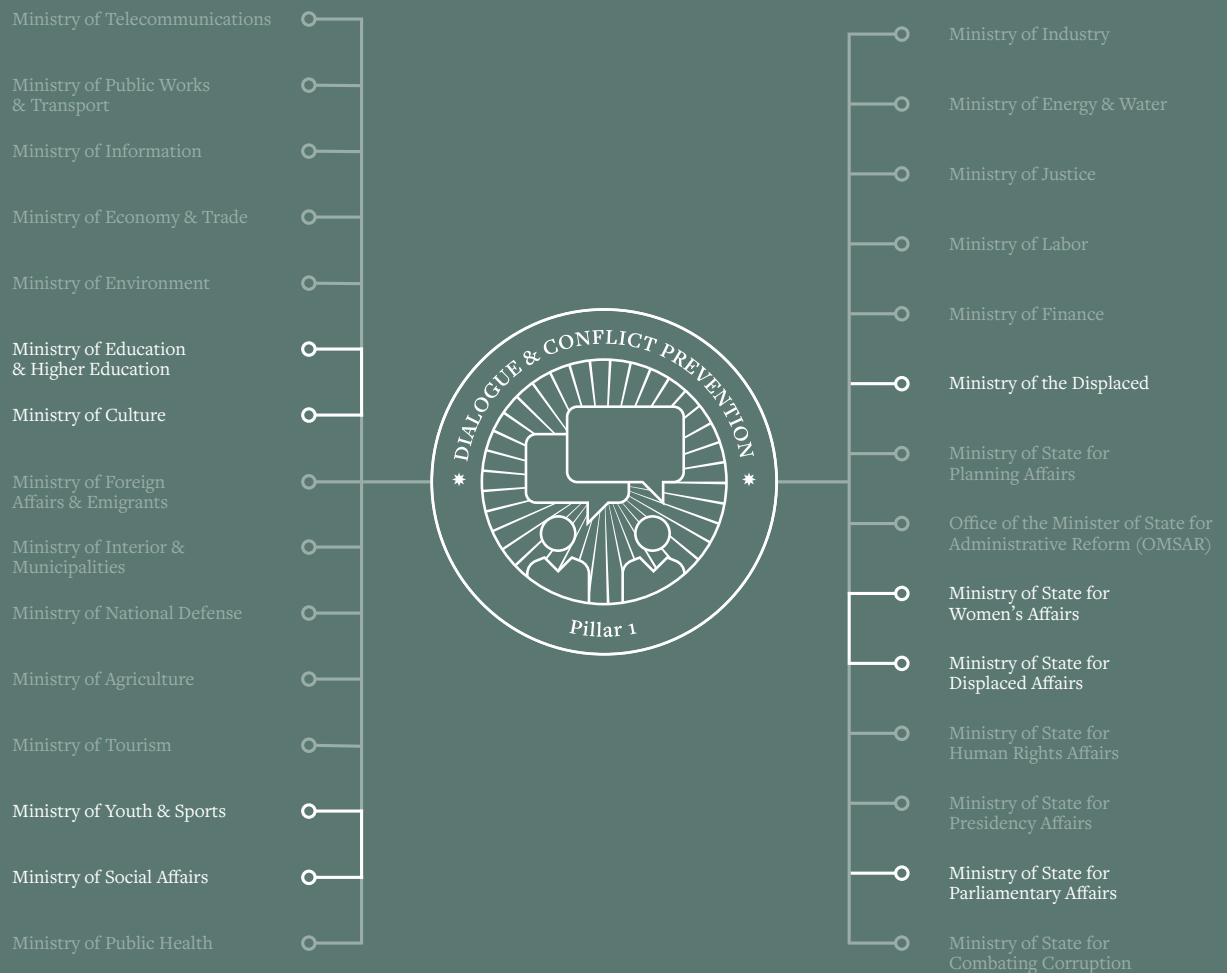 Ministry of Telecommunications
Ministry of Public Works
& Transport
Ministry of Information
Ministry of Economy & Trade
Ministry of Environment
Ministry of Education
& Higher Education
Ministry of Culture
Ministry of Foreign
Affairs & Emigrants
Ministry of Interior &
Municipalities
Ministry of National Defense
Ministry of Agriculture
Ministry of Tourism
Ministry of Youth & Sports
Ministry of Social Affairs
Ministry of Public Health
DIALOGUE & CONFLICT PREVENTION
Pillar 1
Ministry of Industry
Ministry of Energy & Water
Ministry of Justice
Ministry of Labor
Ministry of Finance
Ministry of the Displaced
Ministry of State for
Planning Affairs
Office of the Minister of State for
Administrative Reform (OMSAR)
Ministry of State for
Women’s Affairs
Ministry of State for
Displaced Affairs
Ministry of State for
Human Rights Affairs
Ministry of State for
Presidency Affairs
Ministry of State for
Parliamentary Affairs
Ministry of State for
Combating Corruption